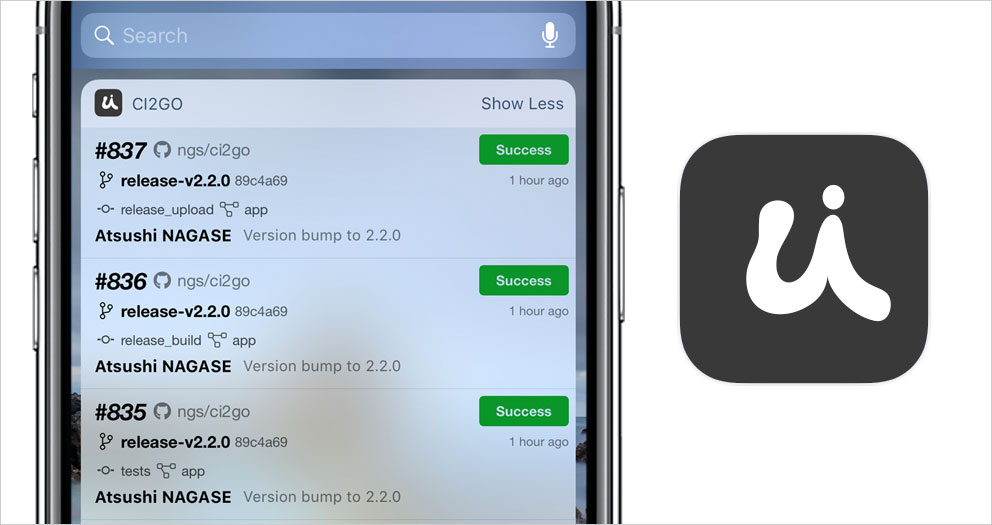 Search
CI2GO Show Less
#837 ngs/ci2go Success
release-v2.2.0 89c4a69 1 hour ago
release_upload app
Atsushi NAGASE Version bump to 2.2.0
#836 ngs/ci2go Success
release-v2.2.0 89c4a69 1 hour ago
release_build app
Atsushi NAGASE Version bump to 2.2.0
#835 ngs/ci2go Success
release-v2.2.0 89c4a69 1 hour ago
tests app
Atsushi NAGASE Version bump to 2.2.0